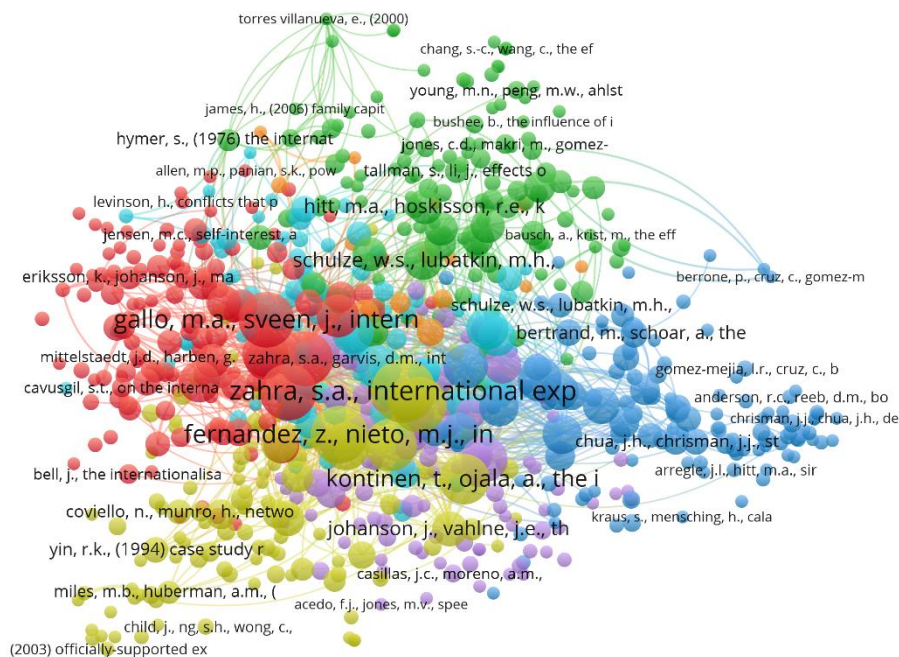 torres villanueva, e., (2000)
chang, s.-c., wang, c., the ef
young, m.n., peng, m.w., ahlst
james, h., (2006) family capit
bushee, b., the influence of i
hymer, s., (1976) the internat
jones, c.d., makri, m., gomez-
allen, m.p., panian, s.k., pow
tallman, s., li, j., effects o
levinson, h., conflicts that p
hitt, m.a., hoskisson, r.e., k
jensen, m.c., self-interest, a
bausch, a., krist, m., the eff
schulze, w.s., lubatkin, m.h.,
eriksson, k., johanson, j., ma
berrone, p., cruz, c., gomez-m
schulze, w.s., lubatkin, m.h.,
gallo, m.a., sveen, j., intern
bertrand, m., schoar, a., the
mittelstaedt, j.d., harben, g.
zahra, s.a., garvis, d.m., int
gomez-mejia, l.r., cruz, c., b
cavusgil, s.t., on the interna
zahra, s.a., international exp
anderson, r.c., reeb, d.m., bo
chrisman, j.j., chua, j.h., de
fernandez, z., nieto, m.j., in
chua, j.h., chrisman, j.j., st
bell, j., the internationalisa
kontinen, t., ojala, a., the i
arregle, j.l., hitt, m.a., sir
coviello, n., munro, h., netwo
kraus, s., mensching, h., cala
johanson, j., vahlne, j.e., th
yin, r.k., (1994) case study r
casillas, j.c., moreno, a.m.,
miles, m.b., huberman, a.m., (
acedo, f.j., jones, m.v., spee
child, j., ng, s.h., wong, c.,
(2003) officially-supported ex